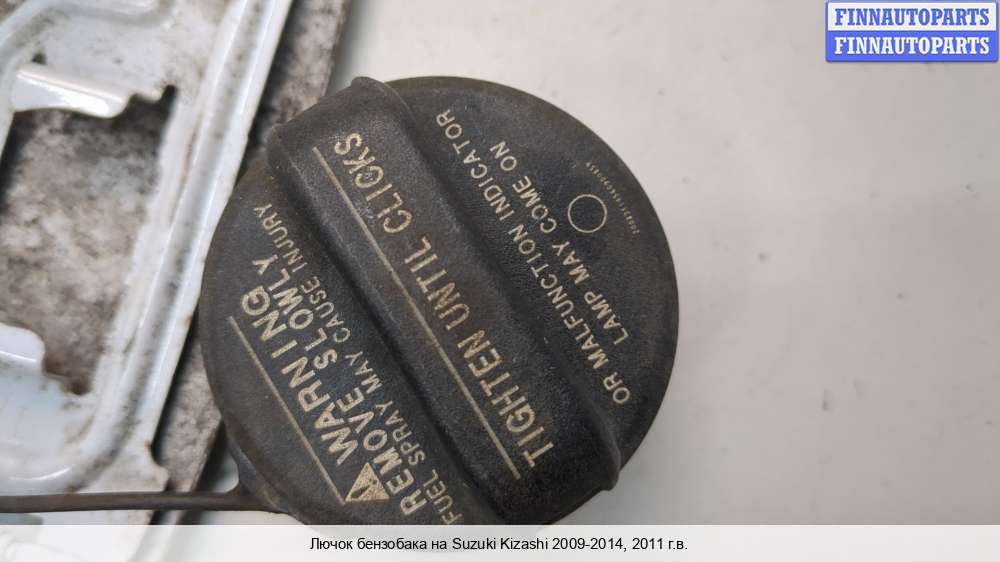 FINNAUTOPARTS
FINNAUTOPARTS
WARNING
REMOVE SLOWLY
FUEL SPRAY MAY CAUSE INJURY
TIGHTEN UNTIL CLICKS
OR MALFUNCTION INDICATOR
LAMP MAY COME ON
Лючок бензобака на Suzuki Kizashi 2009-2014, 2011 г.в.